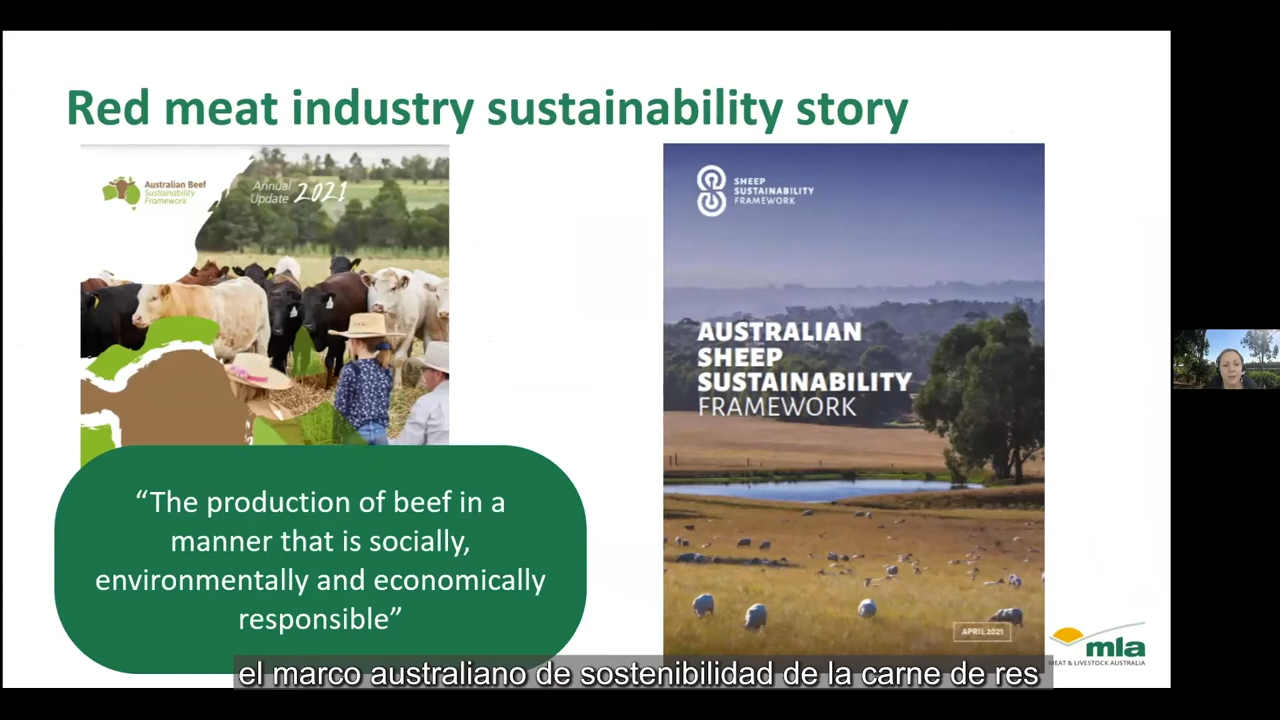 Red meat industry sustainability story
Australian Beef
Sustainability
Framework
Annual
Update 2021
SHEEP
SUSTAINABILITY
FRAMEWORK
AUSTRALIAN
SHEEP
SUSTAINABILITY
FRAMEWORK
APRIL 2021
“The production of beef in a
manner that is socially,
environmentally and economically
responsible”
mla
MEAT & LIVESTOCK AUSTRALIA
el marco australiano de sostenibilidad de la carne de res